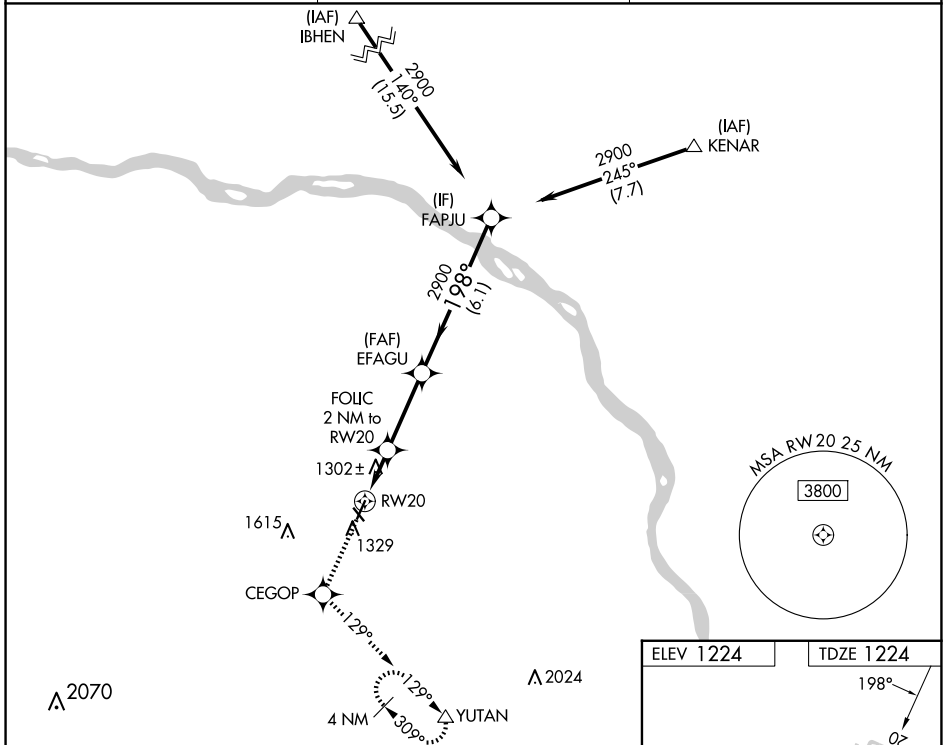 (IAF)
IBHEN
2900
140°
(15.5)
(IAF)
KENAR
2900
245°
(7.7)
(IF)
FAPJU
2900
198°
(6.1)
(FAF)
EFAGU
FOLIC
2 NM to
RW20
1302±
RW20
1615
1329
MSA RW20 25 NM
3800
CEGOP
129°
129°
309°
4 NM
YUTAN
2070
2024
ELEV 1224
TDZE 1224
198°
20